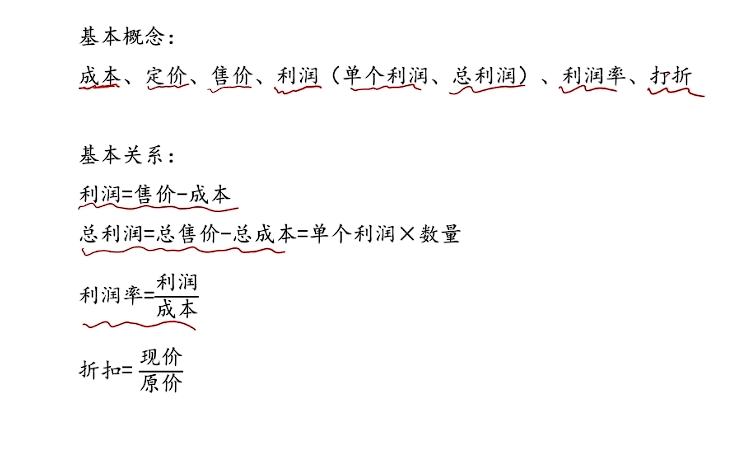 基本概念：
成本、定价、售价、利润（单个利润、总利润）、利润率、打折
基本关系：
利润=售价-成本
总利润=总售价-总成本=单个利润×数量
利润率=利润/成本
折扣=现价/原价